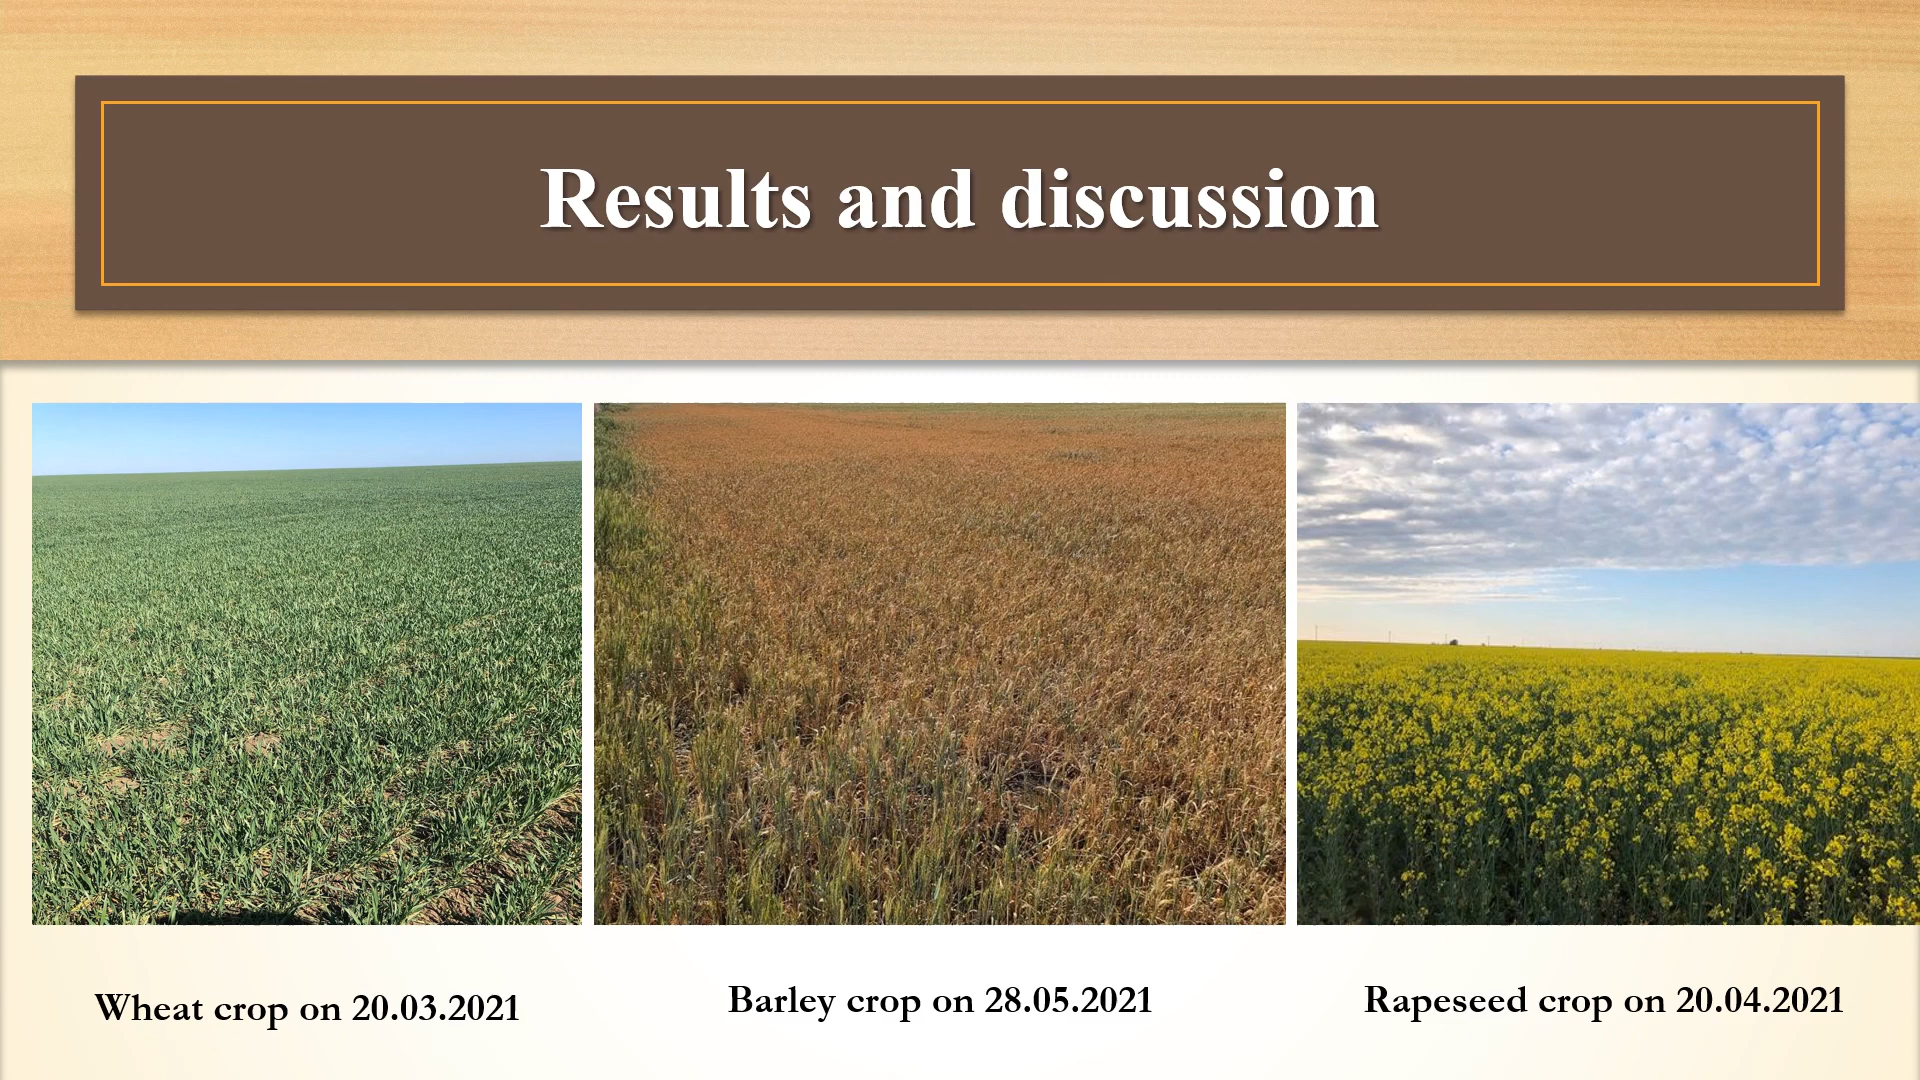 Results and discussion
Wheat crop on 20.03.2021
Barley crop on 28.05.2021
Rapeseed crop on 20.04.2021